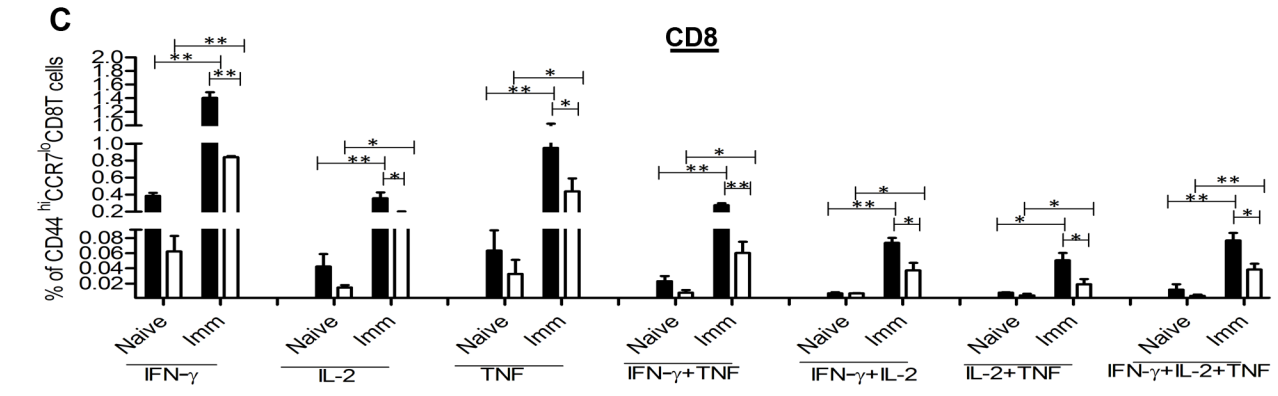 C
CD8
% of CD44 hiCCR7loCD8T cells
2.0
1.8
1.6
1.4
1.2
1.0
1.0
0.8
0.6
0.4
0.2
0.08
0.06
0.04
0.02
** ** **
* ** *
* ** *
* ** **
* ** *
* * *
** ** *
Naive Imm Naive Imm Naive Imm Naive Imm Naive Imm Naive Imm Naive Imm
IFN-γ IL-2 TNF IFN-γ+TNF IFN-γ+IL-2 IL-2+TNF IFN-γ+IL-2+TNF